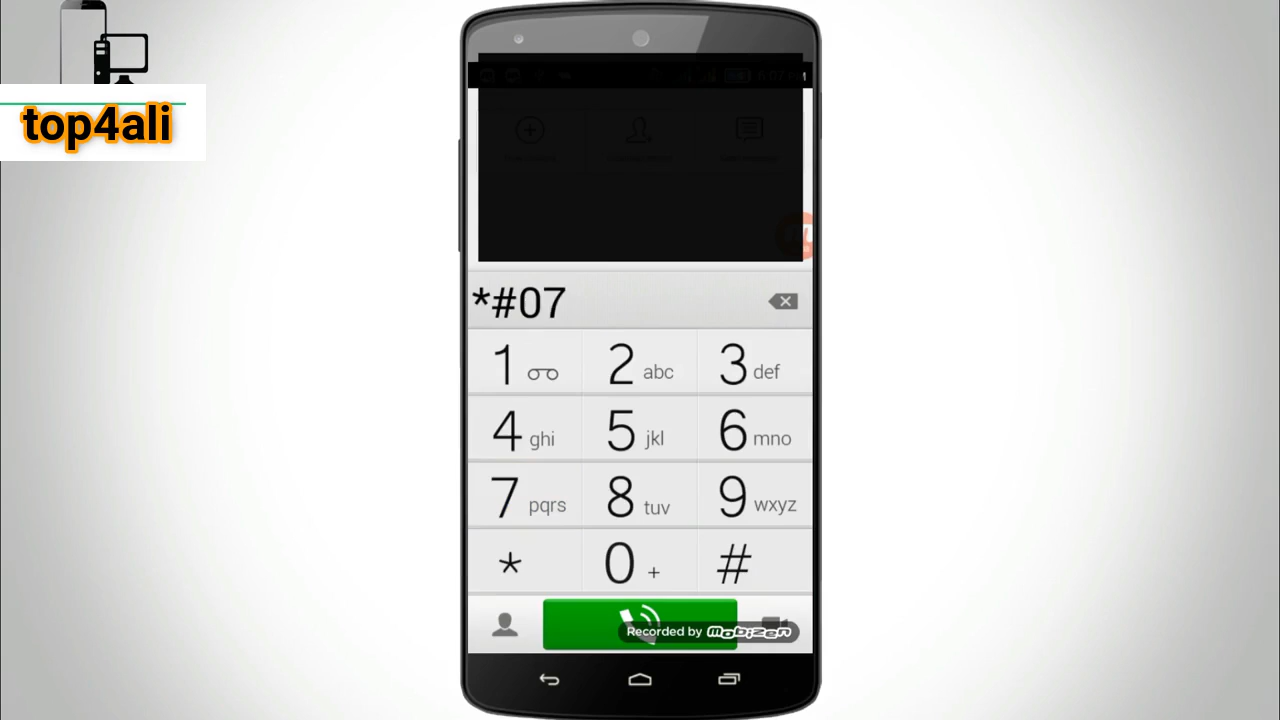 top4ali
*#07
1
2 abc
3 def
4 ghi
5 jkl
6 mno
7 pqrs
8 tuv
9 wxyz
*
0 +
#
Recorded by mobizen